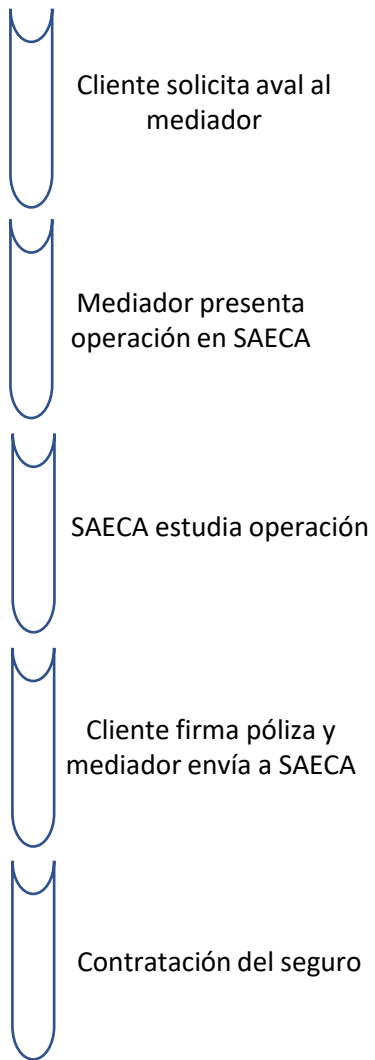 Cliente solicita aval al
mediador
Mediador presenta
operación en SAECA
SAECA estudia operación
Cliente firma póliza y
mediador envía a SAECA
Contratación del seguro